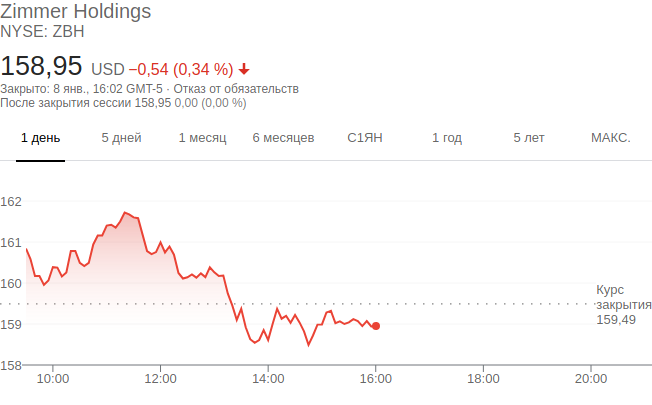 Zimmer Holdings
NYSE: ZBH
158,95 USD −0,54 (0,34 %)
Закрыто: 8 янв., 16:02 GMT-5 · Отказ от обязательств
После закрытия сессии 158,95 0,00 (0,00 %)
1 день 5 дней 1 месяц 6 месяцев С1ЯН 1 год 5 лет МАКС.
162
161
160
Курс
закрытия
159,49
159
158
10:00 12:00 14:00 16:00 18:00 20:00